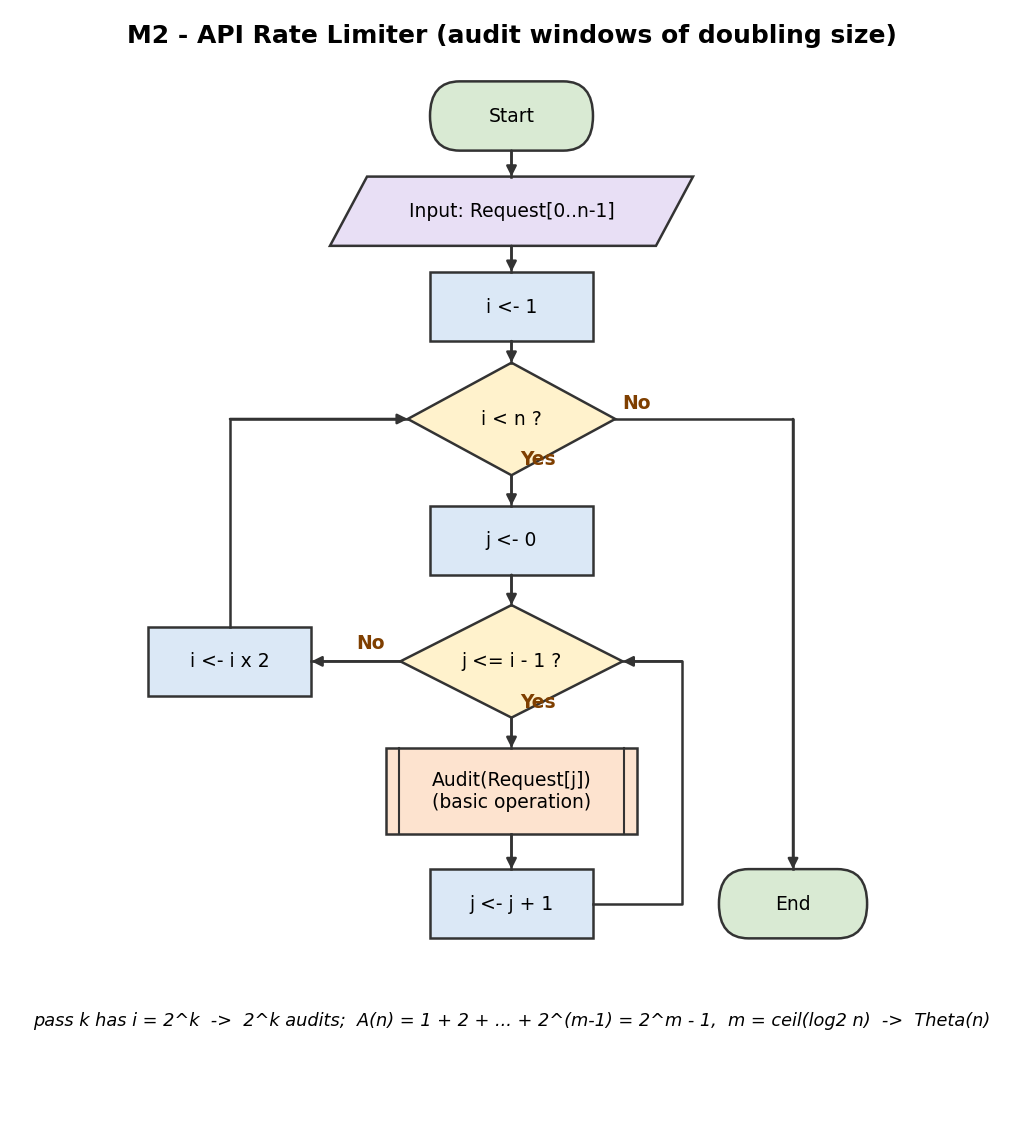 M2 - API Rate Limiter (audit windows of doubling size)
Start
Input: Request[0..n-1]
i <- 1
i < n ?
No
Yes
j <- 0
No
j <= i - 1 ?
i <- i x 2
Yes
Audit(Request[j])
(basic operation)
j <- j + 1
End
pass k has i = 2^k  ->  2^k audits;  A(n) = 1 + 2 + ... + 2^(m-1) = 2^m - 1,  m = ceil(log2 n)  ->  Theta(n)